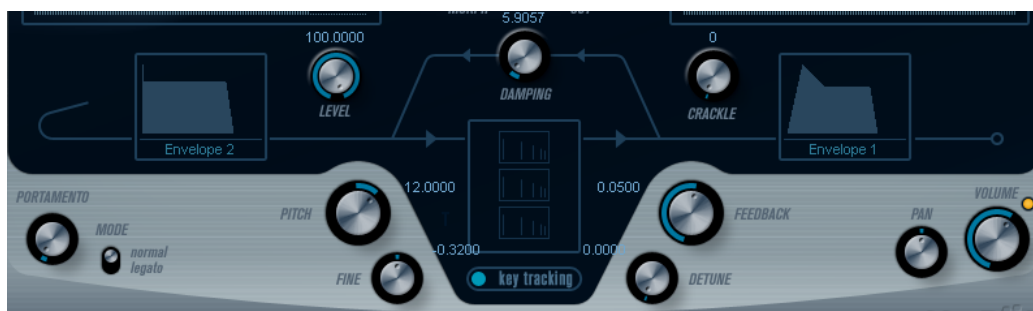 5.9057
100.0000
0
DAMPING
LEVEL
CRACKLE
Envelope 2
Envelope 1
PORTAMENTO
12.0000
0.0500
VOLUME
PITCH
FEEDBACK
PAN
MODE
normal
legato
-0.3200
0.0000
FINE
key tracking
DETUNE